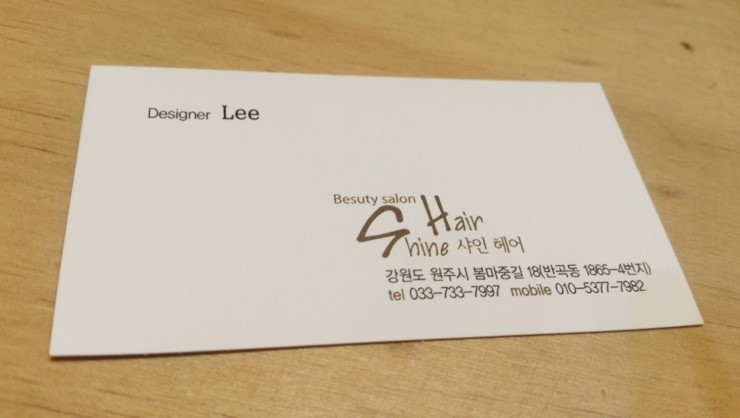 Designer Lee
Besuty salon
Shine Hair
샤인 헤어
강원도 원주시 봄마중길 18(반곡동 1865-4번지)
tel 033-733-7997 mobile 010-5377-7982